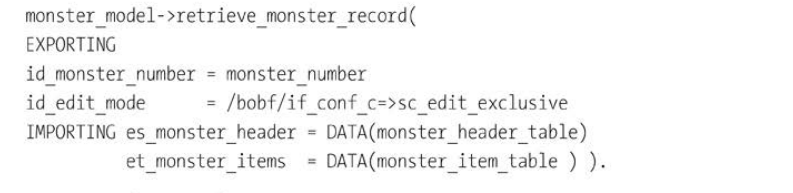 monster_model->retrieve_monster_record(
EXPORTING
id_monster_number = monster_number
id_edit_mode      = /bobf/if_conf_c=>sc_edit_exclusive
IMPORTING es_monster_header = DATA(monster_header_table)
          et_monster_items  = DATA(monster_item_table ) ).